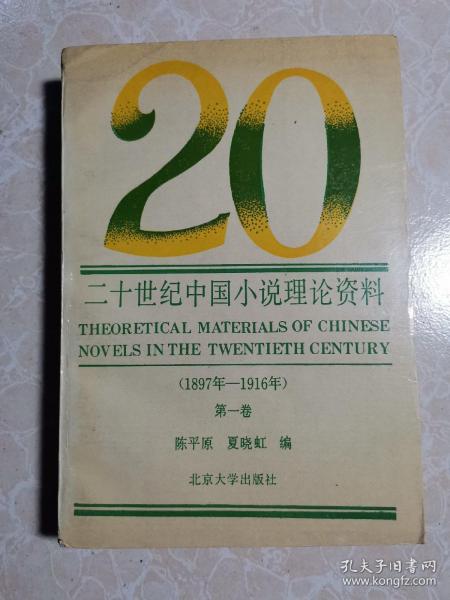 20
二十世纪中国小说理论资料
THEORETICAL MATERIALS OF CHINESE
NOVELS IN THE TWENTIETH CENTURY
(1897年—1916年)
第一卷
陈平原 夏晓虹 编
北京大学出版社
孔夫子旧书网
www.kongfz.com